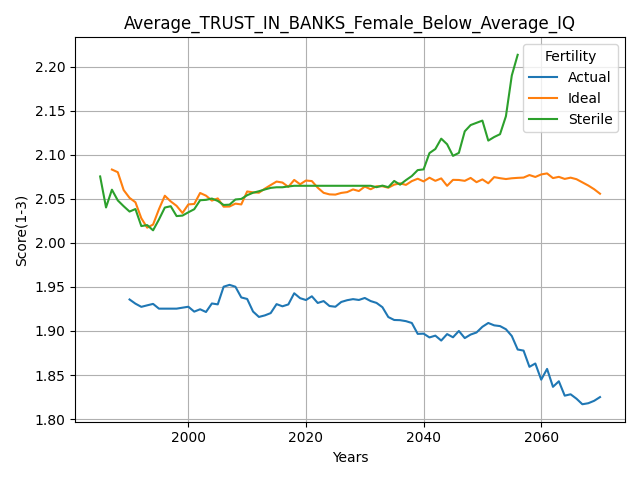 Average_TRUST_IN_BANKS_Female_Below_Average_IQ
Fertility
Actual
Ideal
Sterile
Score(1-3)
2.20
2.15
2.10
2.05
2.00
1.95
1.90
1.85
1.80
2000
2020
2040
2060
Years